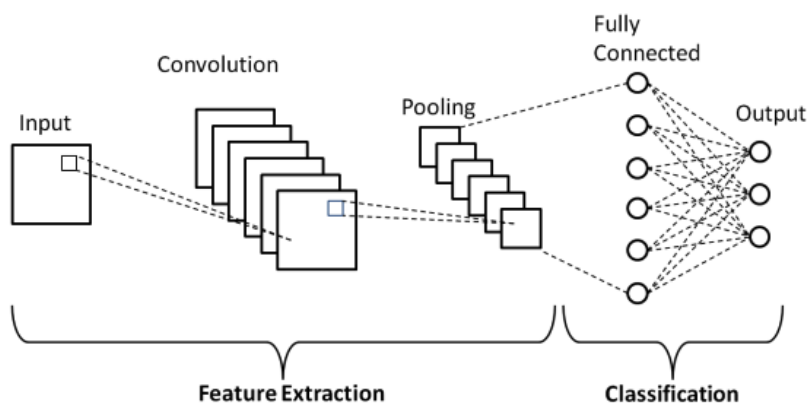 Input
Convolution
Pooling
Fully
Connected
Output
Feature Extraction
Classification